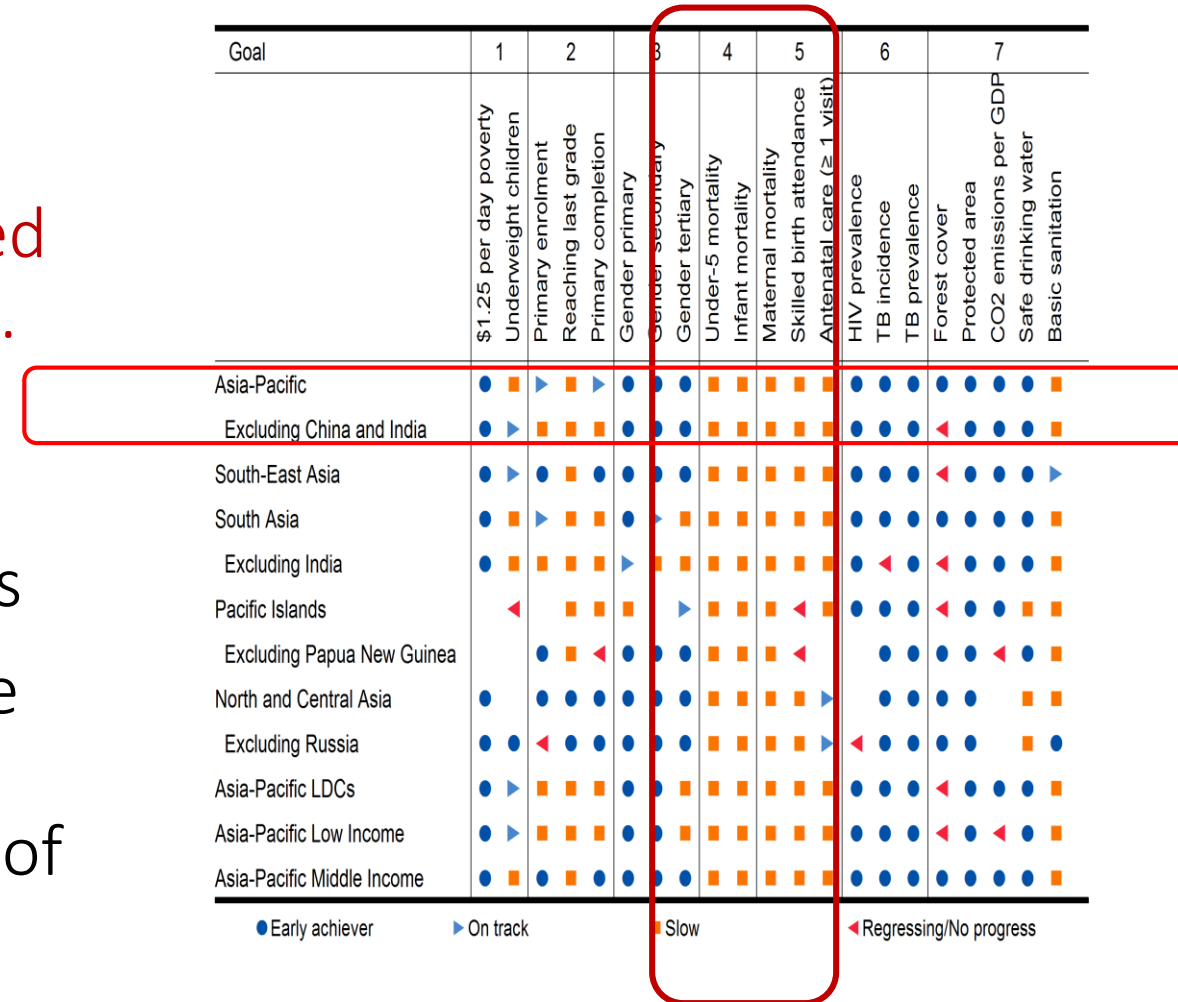 ed
.
s
e
of
Goal 1 2 3 4 5 6 7
$1.25 per day poverty
Underweight children
Primary enrolment
Reaching last grade
Primary completion
Gender primary
Gender secondary
Gender tertiary
Under-5 mortality
Infant mortality
Maternal mortality
Skilled birth attendance
Antenatal care (≥ 1 visit)
HIV prevalence
TB incidence
TB prevalence
Forest cover
Protected area
CO2 emissions per GDP
Safe drinking water
Basic sanitation
Asia-Pacific
Excluding China and India
South-East Asia
South Asia
Excluding India
Pacific Islands
Excluding Papua New Guinea
North and Central Asia
Excluding Russia
Asia-Pacific LDCs
Asia-Pacific Low Income
Asia-Pacific Middle Income
Early achiever On track Slow Regressing/No progress